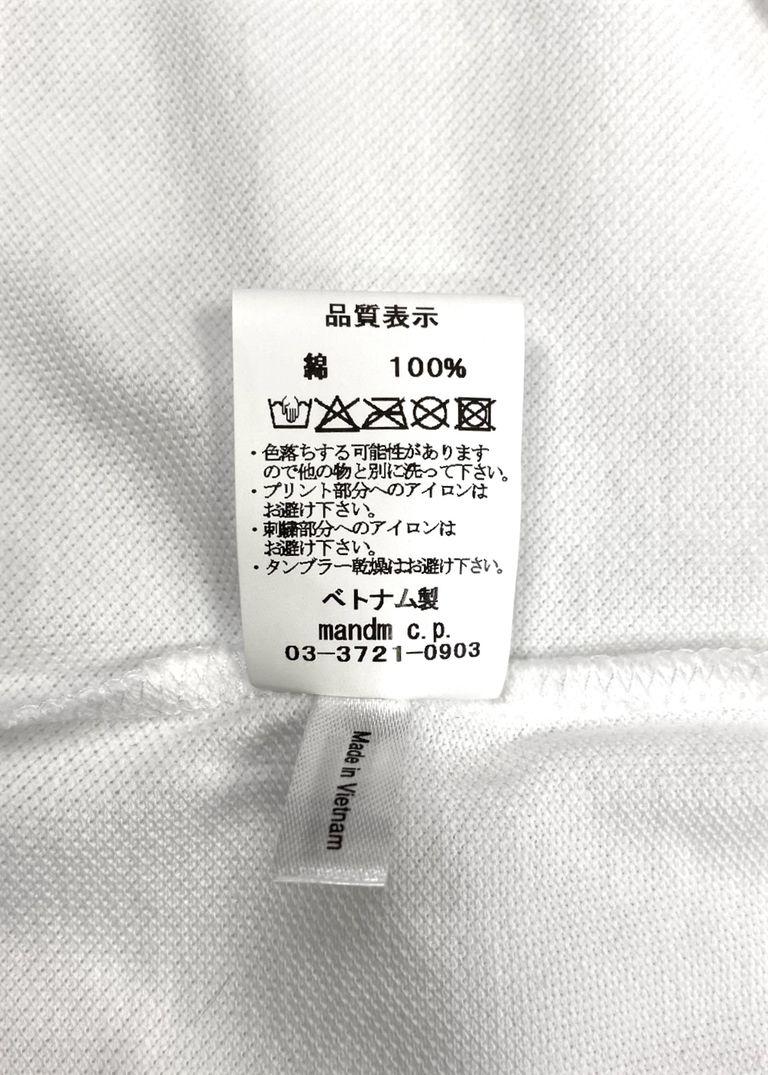 品質表示
綿 100%
・色落ちする可能性があります
ので他の物と別に洗って下さい。
・プリント部分へのアイロンは
お避け下さい。
・刺繍部分へのアイロンは
お避け下さい。
・タンブラー乾燥はお避け下さい。
ベトナム製
mandm c.p.
03-3721-0903
Made in Vietnam